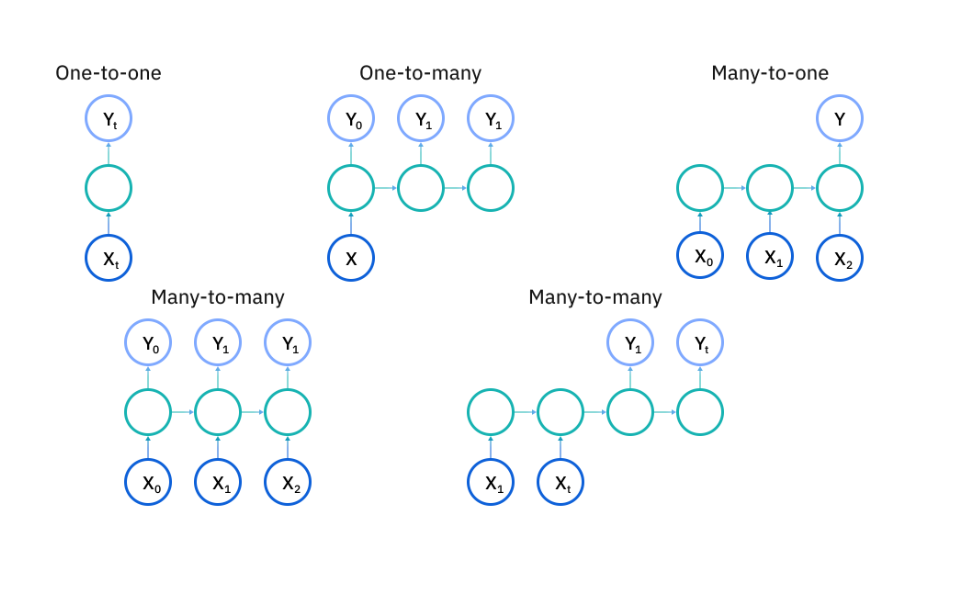 One-to-one
One-to-many
Many-to-one
Yₜ
Y₀ Y₁ Y₁
Y
Xₜ
X
X₀ X₁ X₂
Many-to-many
Many-to-many
Y₀ Y₁ Y₁
Y₁ Yₜ
X₀ X₁ X₂
X₁ Xₜ